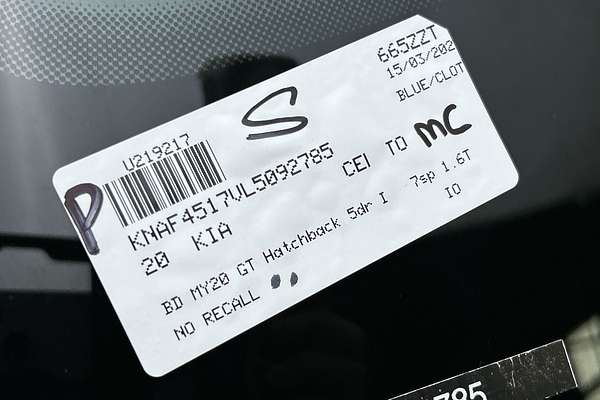 665ZZT
15/03/202
BLUE/CLOT
S
U219217
P
KNAF4517VL5092785 CEI TO MC
20 KIA
BD MY20 GT Hatchback 5dr I 7sp 1.6T
NO RECALL IO
785